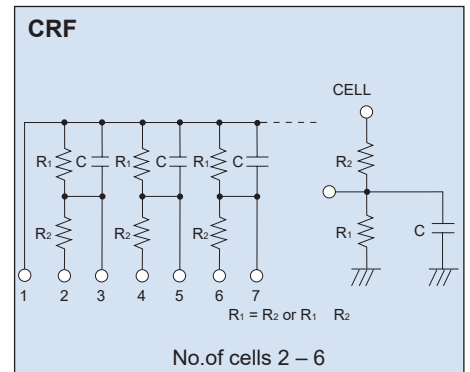 CRF
CELL
R1 C R1 C R1 C R2
R2 R2 R2 R1 C
1 2 3 4 5 6 7
R1 = R2 or R1 R2
No.of cells 2 – 6